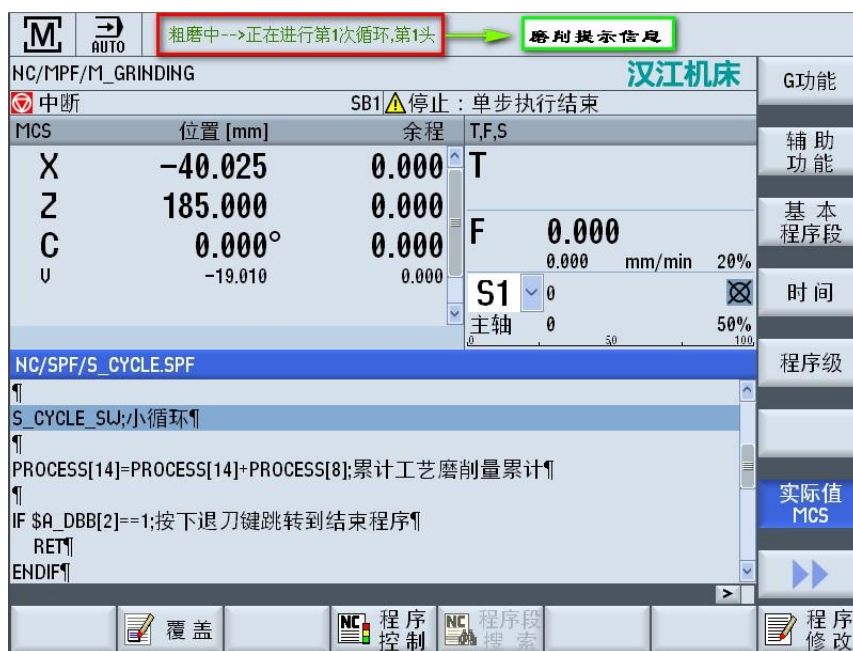 M AUTO 粗磨中-->正在进行第1次循环,第1头 磨削提示信息
NC/MPF/M_GRINDING 汉江机床
中断 SB1 停止：单步执行结束
MCS 位置 [mm] 余程 T,F,S
X -40.025 0.000 T
Z 185.000 0.000
C 0.000° 0.000 F 0.000
0.000 mm/min 20%
U -19.010 0.000
S1 0
主轴 0 50%
0 50 100
NC/SPF/S_CYCLE.SPF
¶
S_CYCLE_SW;小循环¶
¶
PROCESS[14]=PROCESS[14]+PROCESS[8];累计工艺磨削量累计¶
¶
IF $A_DBB[2]==1;按下退刀键跳转到结束程序¶
RET¶
ENDIF¶
G功能
辅助
功能
基本
程序段
时间
程序级
实际值
MCS
覆盖
NC 程序
控制
NC 程序段
搜索
程序
修改